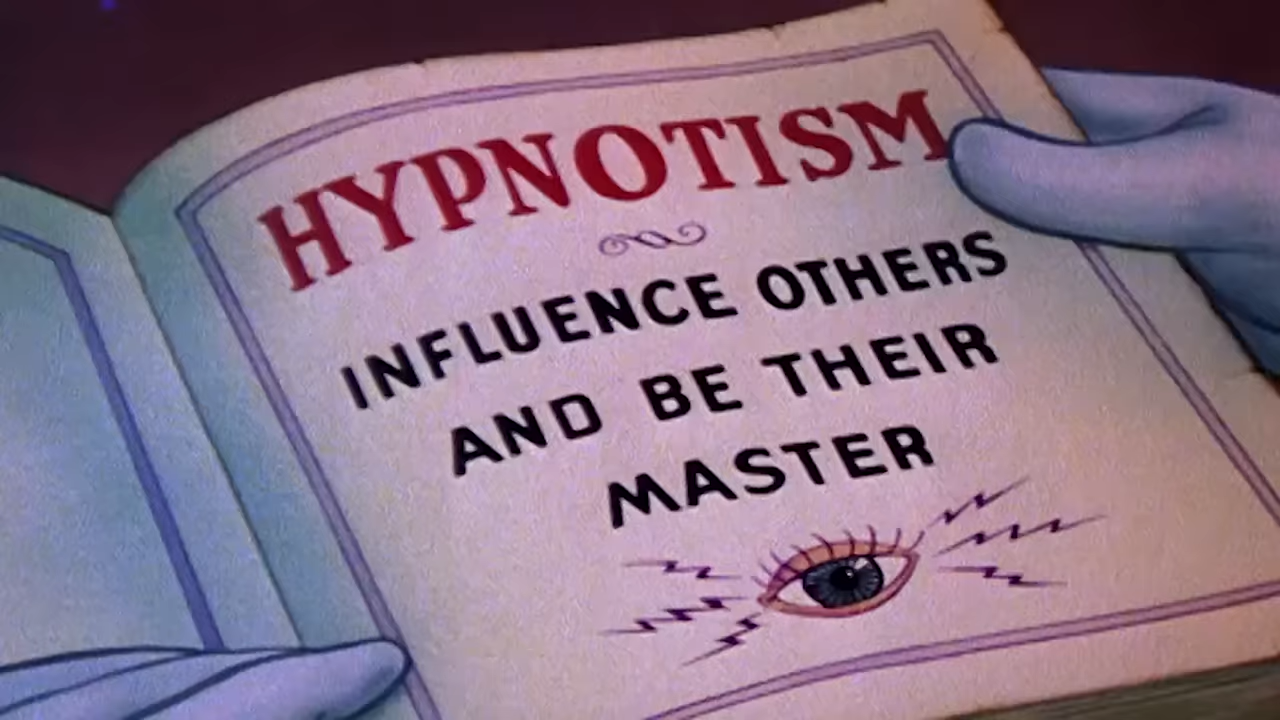 HYPNOTISM
INFLUENCE OTHERS
AND BE THEIR
MASTER